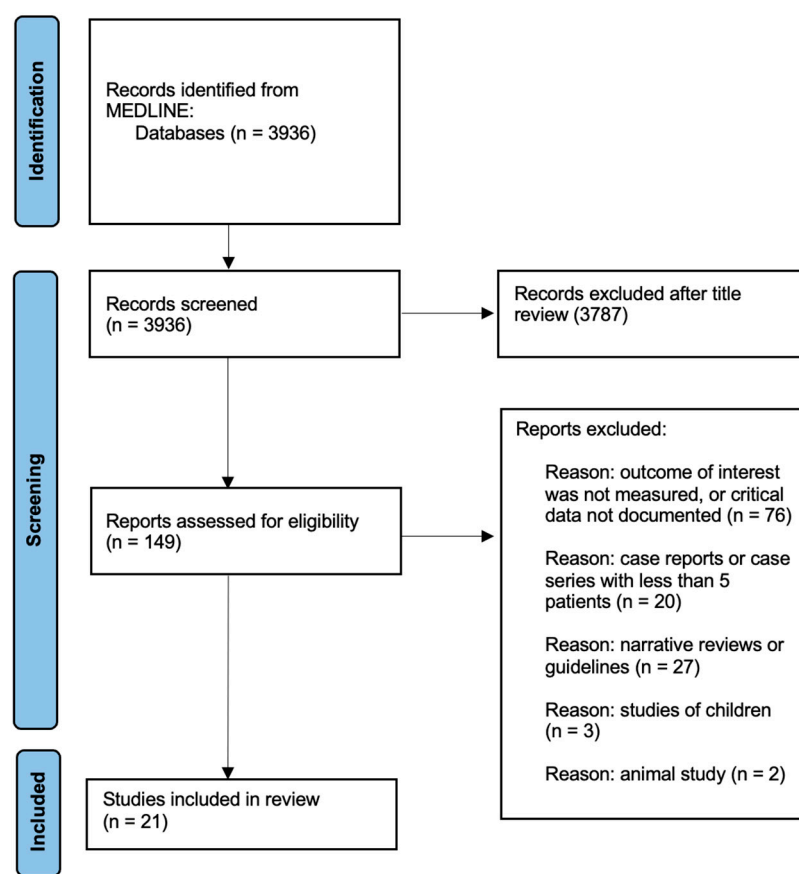 Identification
Records identified from
MEDLINE:
Databases (n = 3936)
Screening
Records screened
(n = 3936)
Records excluded after title
review (3787)
Reports assessed for eligibility
(n = 149)
Reports excluded:
Reason: outcome of interest
was not measured, or critical
data not documented (n = 76)
Reason: case reports or case
series with less than 5
patients (n = 20)
Reason: narrative reviews or
guidelines (n = 27)
Reason: studies of children
(n = 3)
Reason: animal study (n = 2)
Included
Studies included in review
(n = 21)